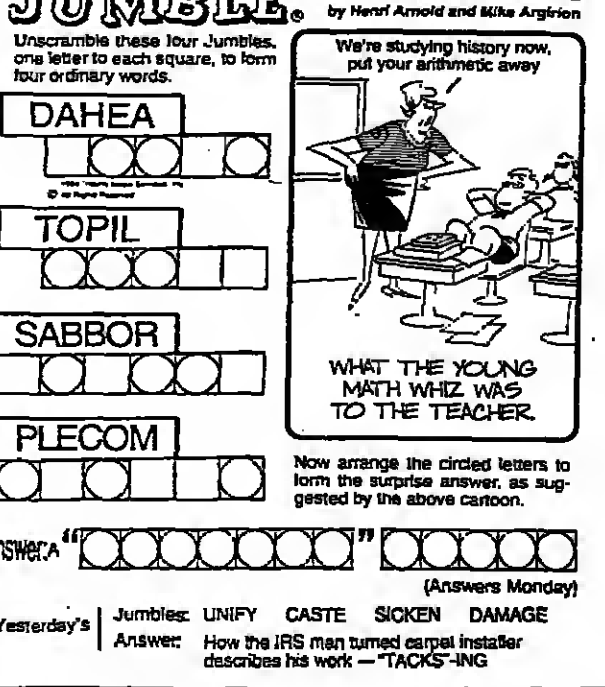 JUMBLE®
by Henri Arnold and Mike Argirion
Unscramble these four Jumbles,
one letter to each square, to form
four ordinary words.
DAHEA
All Rights Reserved
TOPIL
SABBOR
PLECOM
We're studying history now,
put your arithmetic away
WHAT THE YOUNG
MATH WHIZ WAS
TO THE TEACHER.
Now arrange the circled letters to
form the surprise answer, as sug-
gested by the above cartoon.
A " "
(Answers Monday)
Yesterday's
Jumbles: UNIFY CASTE SICKEN DAMAGE
Answer: How the IRS man turned carpet installer
describes his work — "TACKS"-ING